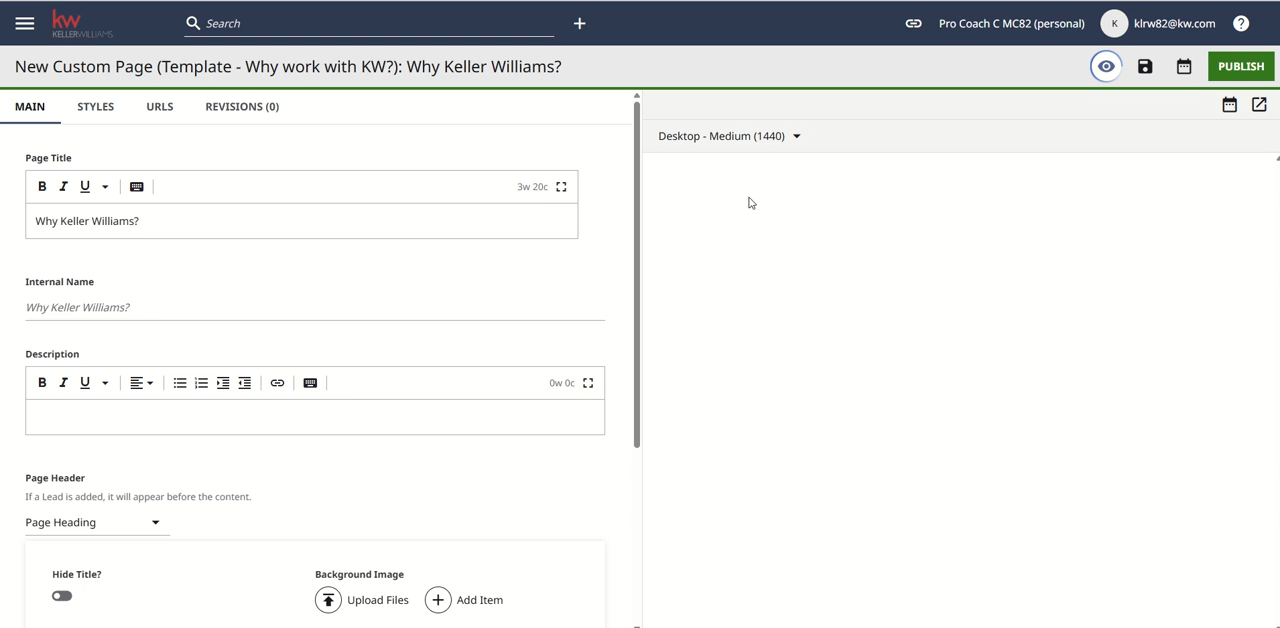 kw
KELLERWILLIAMS.
Search
Pro Coach C MC82 (personal)
K
klrw82@kw.com
?
New Custom Page (Template - Why work with KW?): Why Keller Williams?
PUBLISH
MAIN
STYLES
URLS
REVISIONS (0)
Desktop - Medium (1440)
Page Title
B I U
3w 20c
Why Keller Williams?
Internal Name
Why Keller Williams?
Description
B I U
0w 0c
Page Header
If a Lead is added, it will appear before the content.
Page Heading
Hide Title?
Background Image
Upload Files
Add Item